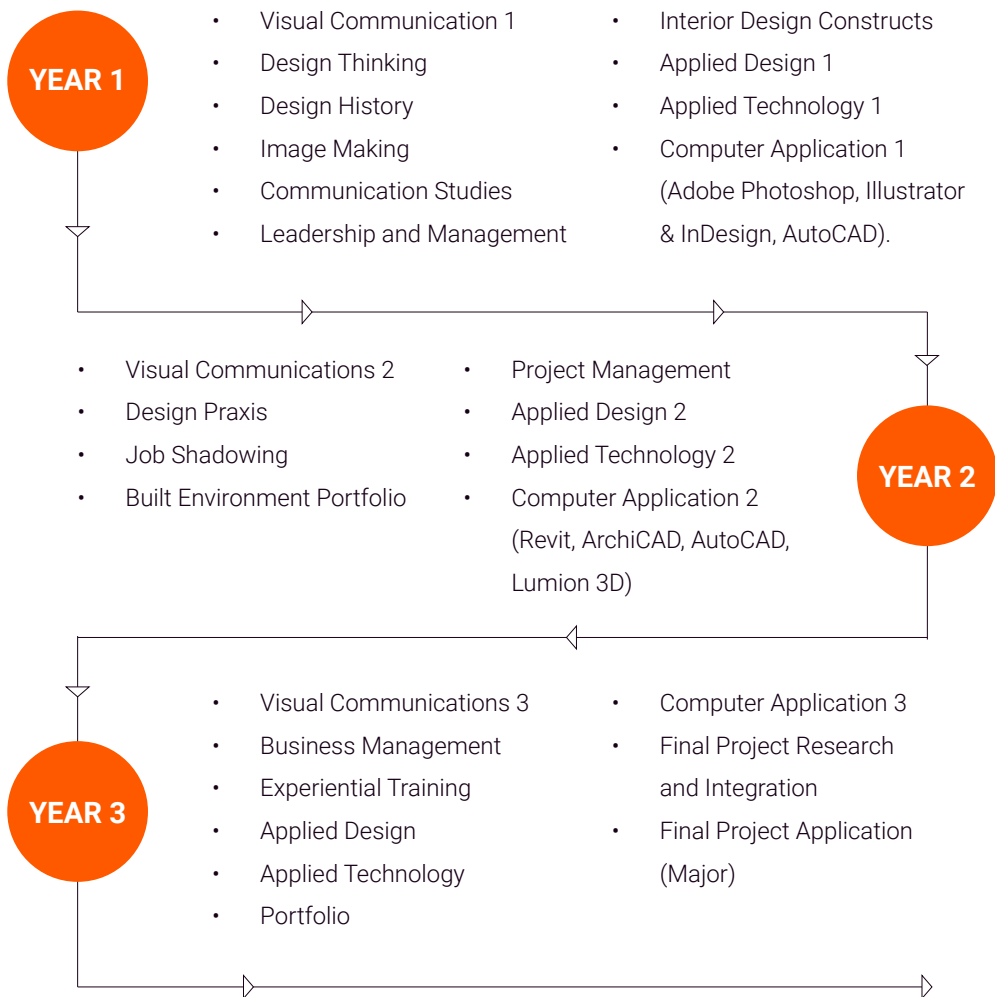 YEAR 1
• Visual Communication 1
• Design Thinking
• Design History
• Image Making
• Communication Studies
• Leadership and Management
• Interior Design Constructs
• Applied Design 1
• Applied Technology 1
• Computer Application 1
(Adobe Photoshop, Illustrator
& InDesign, AutoCAD).
• Visual Communications 2
• Design Praxis
• Job Shadowing
• Built Environment Portfolio
• Project Management
• Applied Design 2
• Applied Technology 2
• Computer Application 2
(Revit, ArchiCAD, AutoCAD,
Lumion 3D)
YEAR 2
YEAR 3
• Visual Communications 3
• Business Management
• Experiential Training
• Applied Design
• Applied Technology
• Portfolio
• Computer Application 3
• Final Project Research
and Integration
• Final Project Application
(Major)